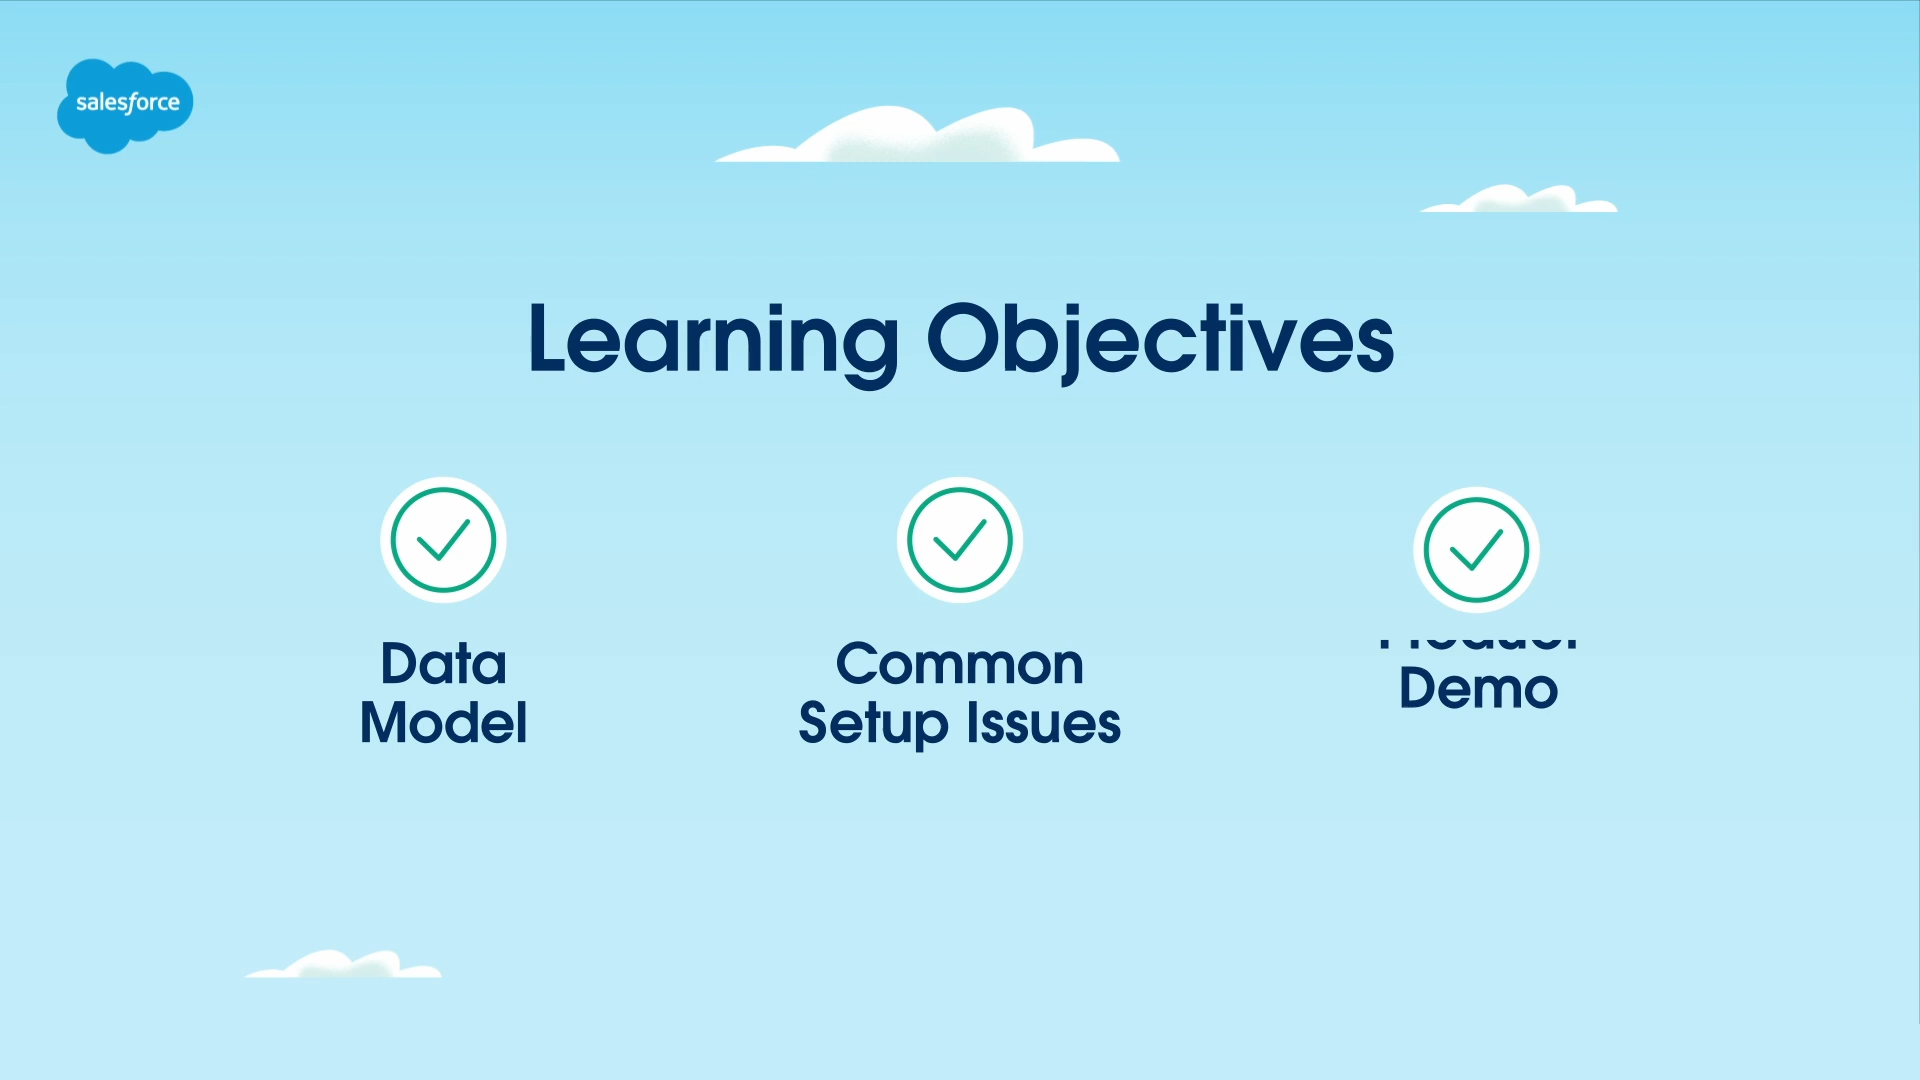 salesforce
Learning Objectives
Data
Model
Common
Setup Issues
Demo